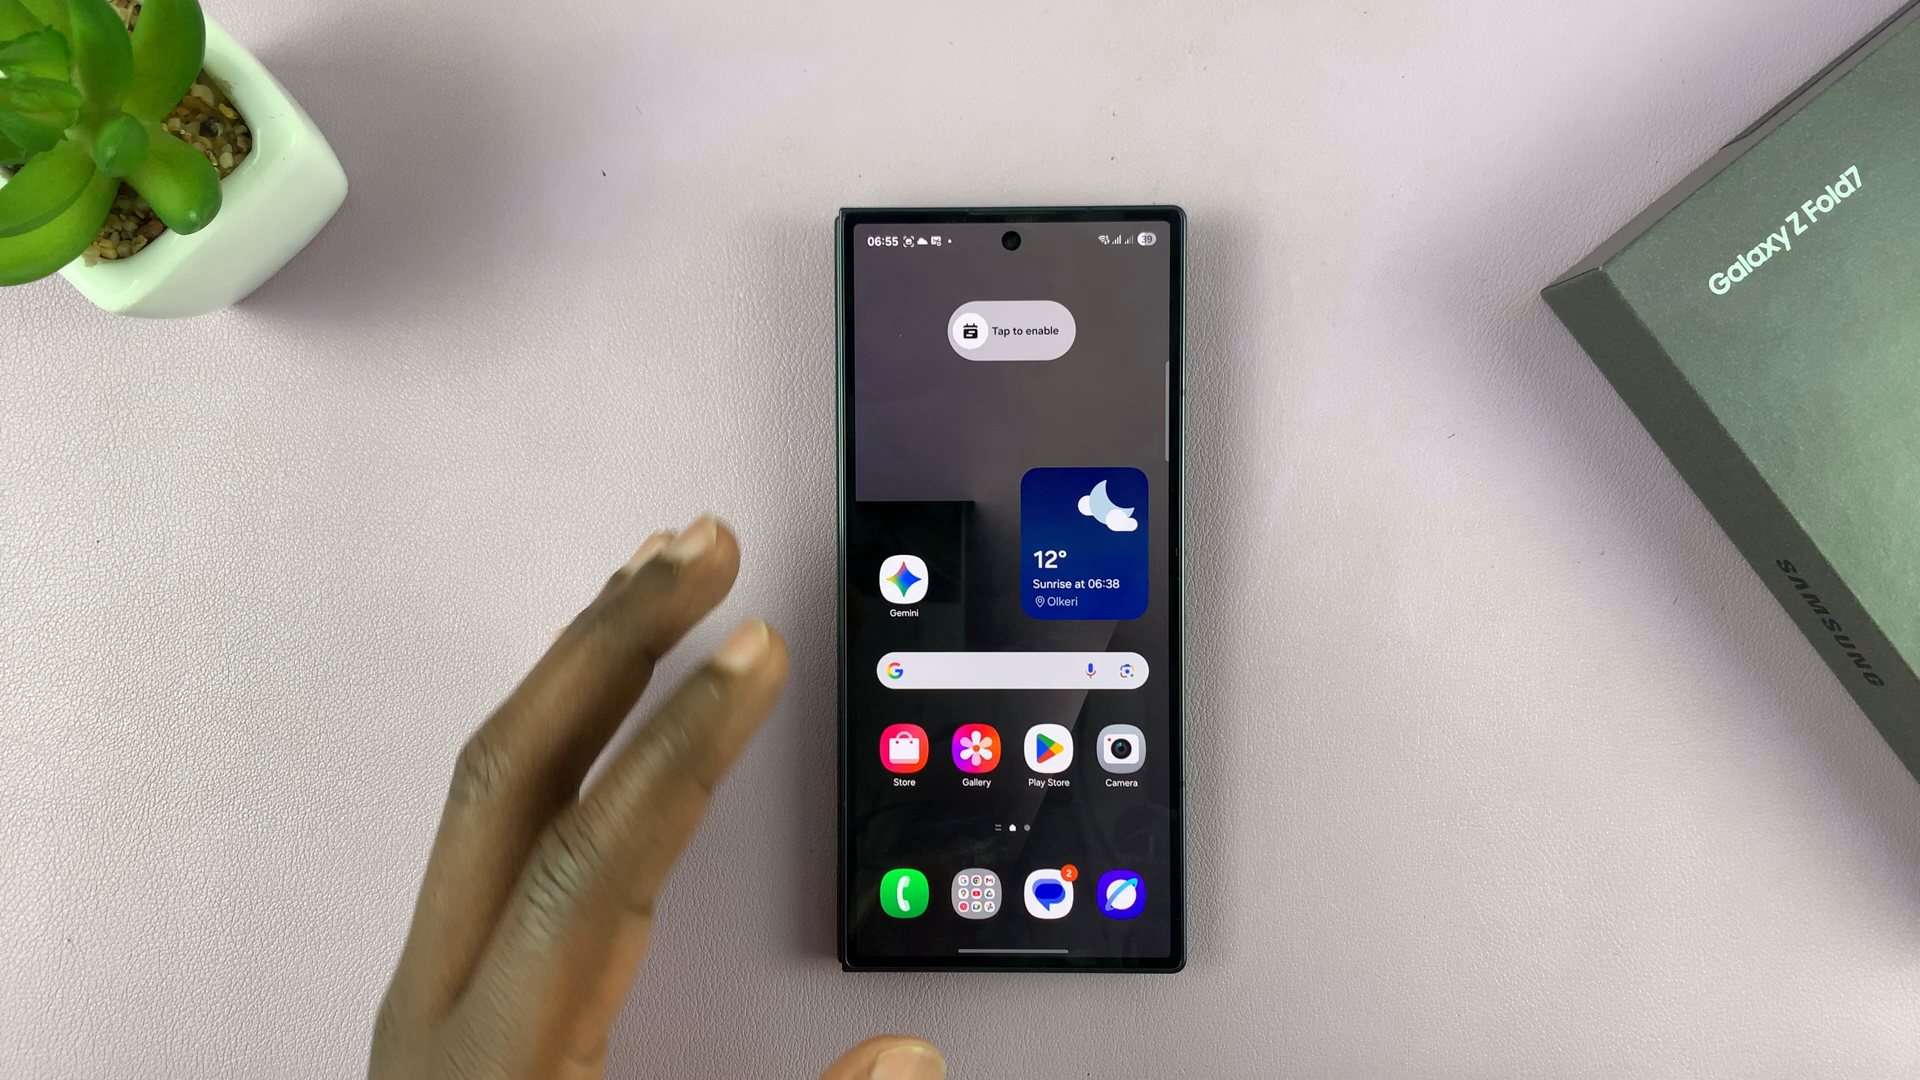 06:55
39
Tap to enable
12°
Sunrise at 06:38
Olkeri
Gemini
G
Store
Gallery
Play Store
Camera
2
Galaxy Z Fold7
SAMSUNG